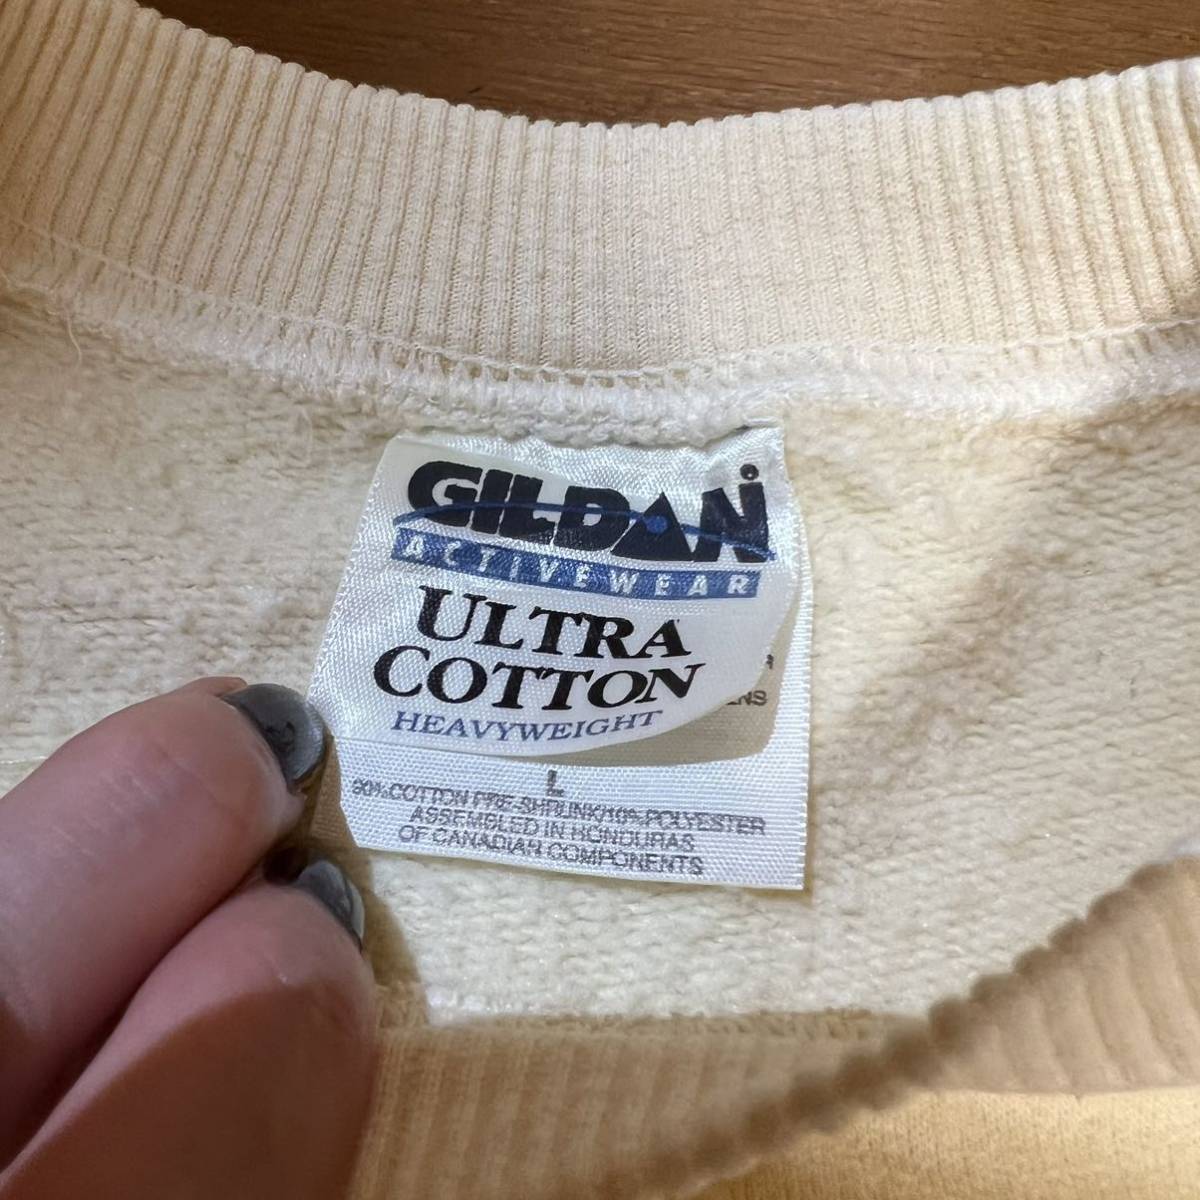 GILDAN
ACTIVEWEAR
ULTRA
COTTON
HEAVYWEIGHT
L
90% COTTON PRE-SHRUNK/10% POLYESTER
ASSEMBLED IN HONDURAS
OF CANADIAN COMPONENTS